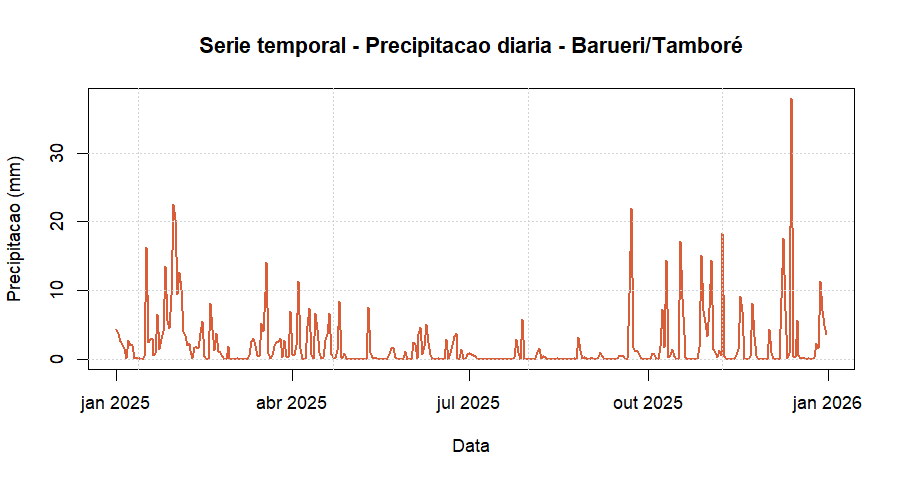 Serie temporal - Precipitacao diaria - Barueri/Tamboré
Precipitacao (mm)
30
20
10
0
jan 2025 abr 2025 jul 2025 out 2025 jan 2026
Data